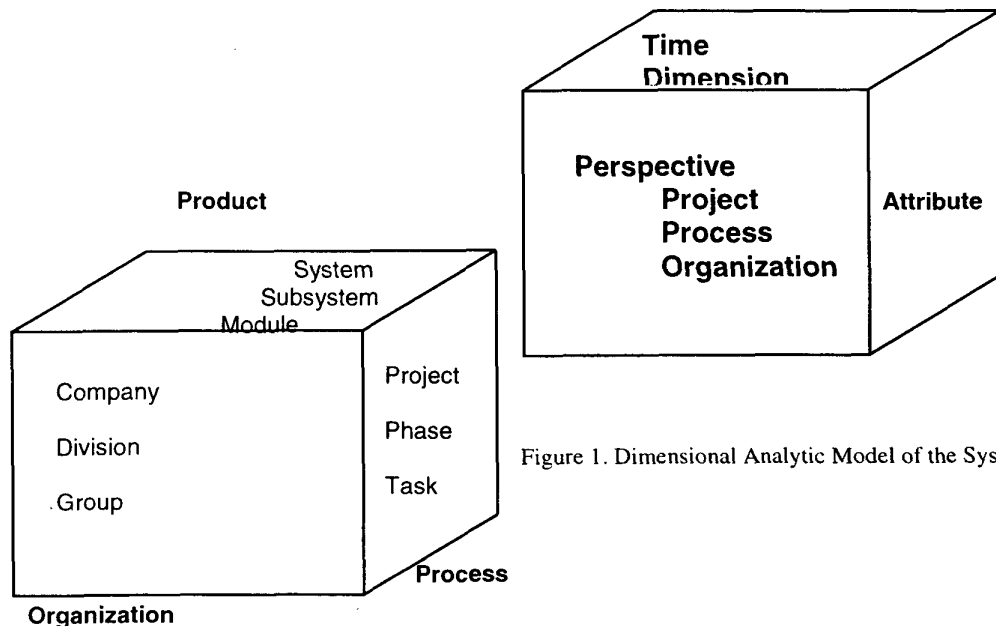 Time
Dimension
Perspective
Project
Process
Organization
Attribute
Product
System
Subsystem
Module
Company
Division
Group
Project
Phase
Task
Process
Organization
Figure 1. Dimensional Analytic Model of the Sys